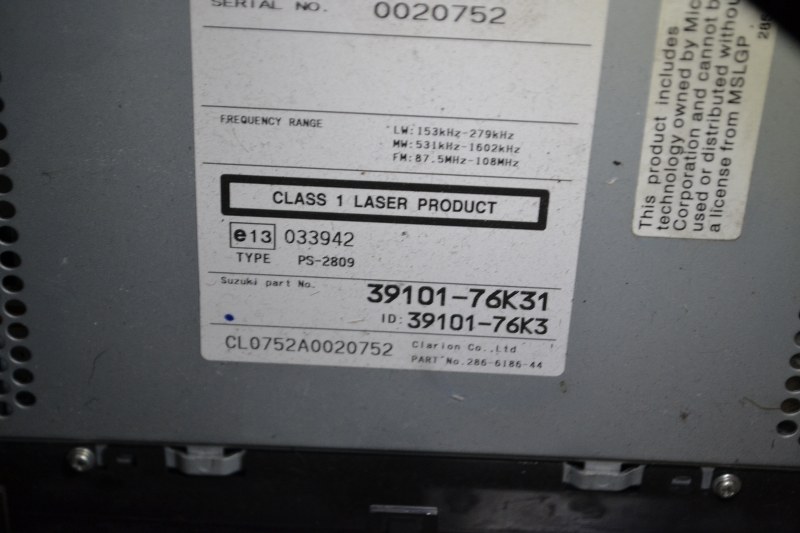 SERIAL NO. 0020752
FREQUENCY RANGE
LW:153kHz-279kHz
MW:531kHz-1602kHz
FM:87.5MHz-108MHz
CLASS 1 LASER PRODUCT
e13 033942
TYPE PS-2809
Suzuki part No.
39101-76K31
ID:39101-76K3
CL0752A0020752
Clarion Co.,Ltd
PART No.286-6186-44
This product includes
technology owned by Mic
Corporation and cannot b
used or distributed withou
a license from MSLGP
285